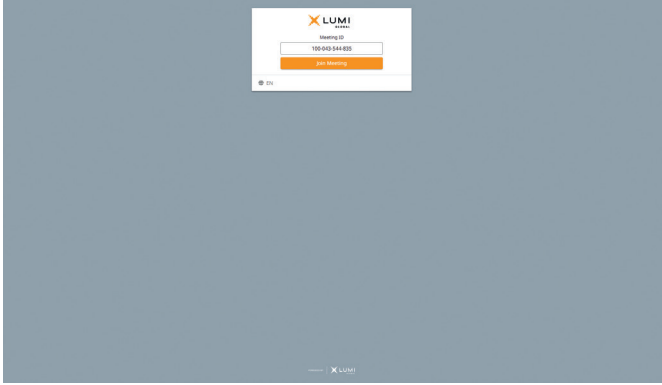 LUMI
GLOBAL
Meeting ID
100-043-544-835
Join Meeting
EN
LUMI